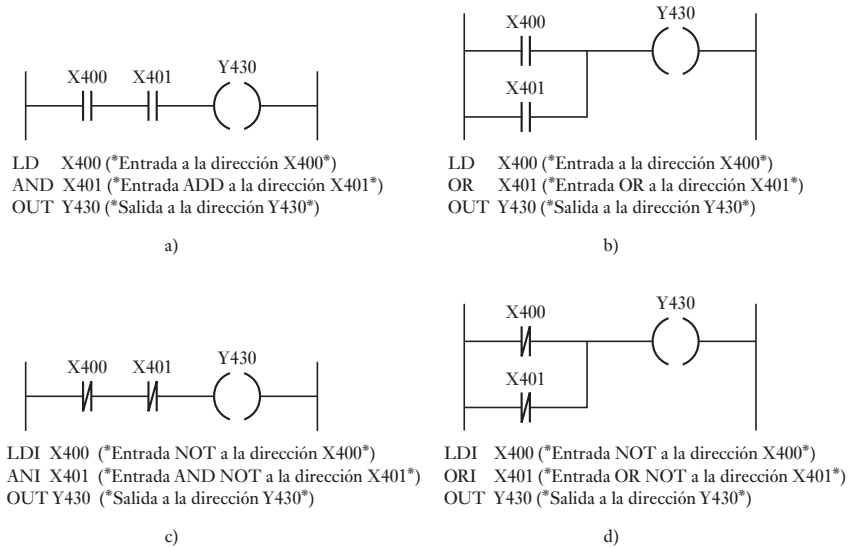 X400 X401 Y430
LD X400 (*Entrada a la dirección X400*)
AND X401 (*Entrada ADD a la dirección X401*)
OUT Y430 (*Salida a la dirección Y430*)
a)
X400 Y430
X401
LD X400 (*Entrada a la dirección X400*)
OR X401 (*Entrada OR a la dirección X401*)
OUT Y430 (*Salida a la dirección Y430*)
b)
X400 X401 Y430
LDI X400 (*Entrada NOT a la dirección X400*)
ANI X401 (*Entrada AND NOT a la dirección X401*)
OUT Y430 (*Salida a la dirección Y430*)
c)
X400 Y430
X401
LDI X400 (*Entrada NOT a la dirección X400*)
ORI X401 (*Entrada OR NOT a la dirección X401*)
OUT Y430 (*Salida a la dirección Y430*)
d)